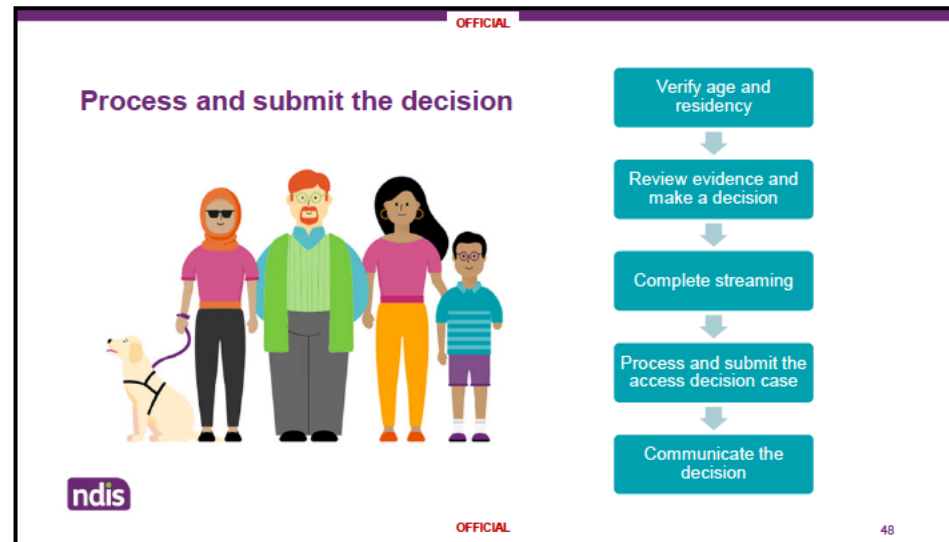 OFFICIAL
Process and submit the decision
Verify age and
residency
Review evidence and
make a decision
Complete streaming
Process and submit the
access decision case
Communicate the
decision
ndis
OFFICIAL
48